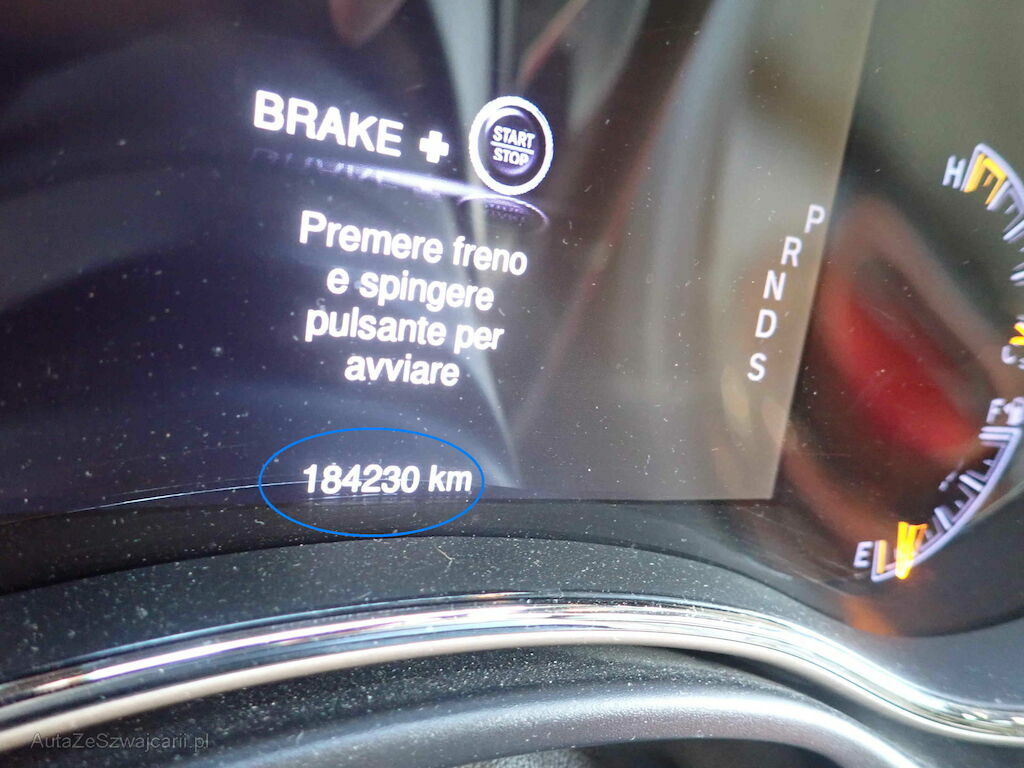 BRAKE +
START
STOP
Premere freno
e spingere
pulsante per
avviare
184230 km
P
R
N
D
S
H
C
F
E
AutaZeSzwajcarii.pl